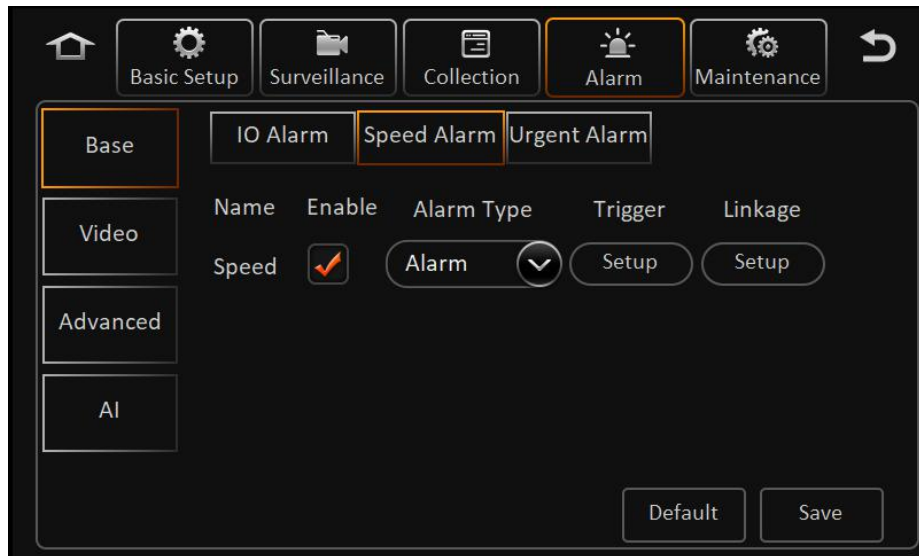 Basic Setup Surveillance Collection Alarm Maintenance
Base IO Alarm Speed Alarm Urgent Alarm
Name Enable Alarm Type Trigger Linkage
Video
Speed Alarm Setup Setup
Advanced
AI
Default Save